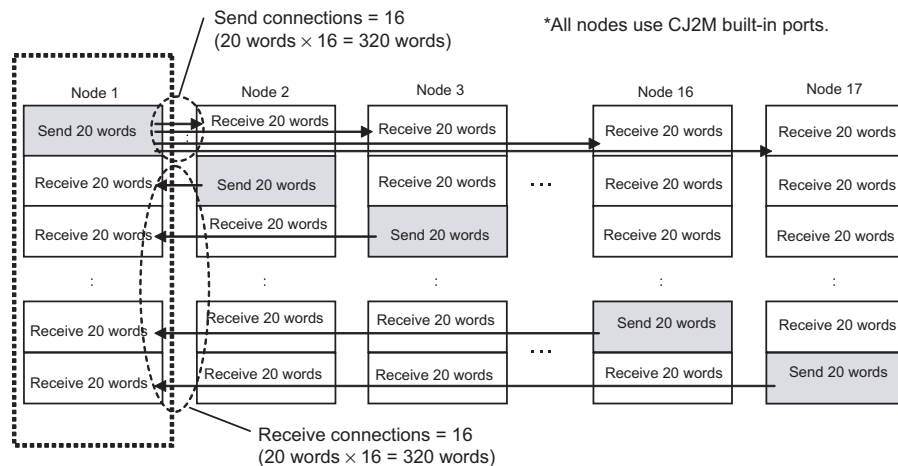 Send connections = 16
(20 words × 16 = 320 words)
*All nodes use CJ2M built-in ports.
Node 1
Node 2
Node 3
Node 16
Node 17
Send 20 words
Receive 20 words
Receive 20 words
Receive 20 words
Receive 20 words
Receive 20 words
Send 20 words
Receive 20 words
Receive 20 words
Receive 20 words
Receive 20 words
Receive 20 words
Send 20 words
Receive 20 words
Receive 20 words
Receive 20 words
Receive 20 words
Receive 20 words
Send 20 words
Receive 20 words
Receive 20 words
Receive 20 words
Receive 20 words
Receive 20 words
Send 20 words
Receive connections = 16
(20 words × 16 = 320 words)